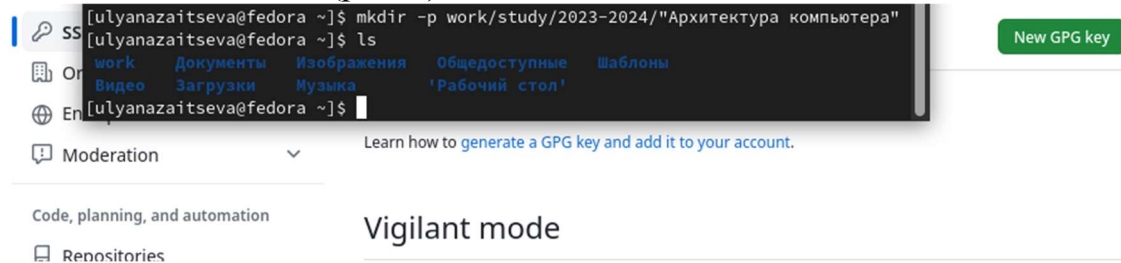 [ulyanazaitseva@fedora ~]$ mkdir -p work/study/2023-2024/"Архитектура компьютера"
[ulyanazaitseva@fedora ~]$ ls
work Документы Изображения Общедоступные Шаблоны
Видео Загрузки Музыка 'Рабочий стол'
[ulyanazaitseva@fedora ~]$
New GPG key
Learn how to generate a GPG key and add it to your account.
Moderation
Code, planning, and automation
Vigilant mode
Repositories